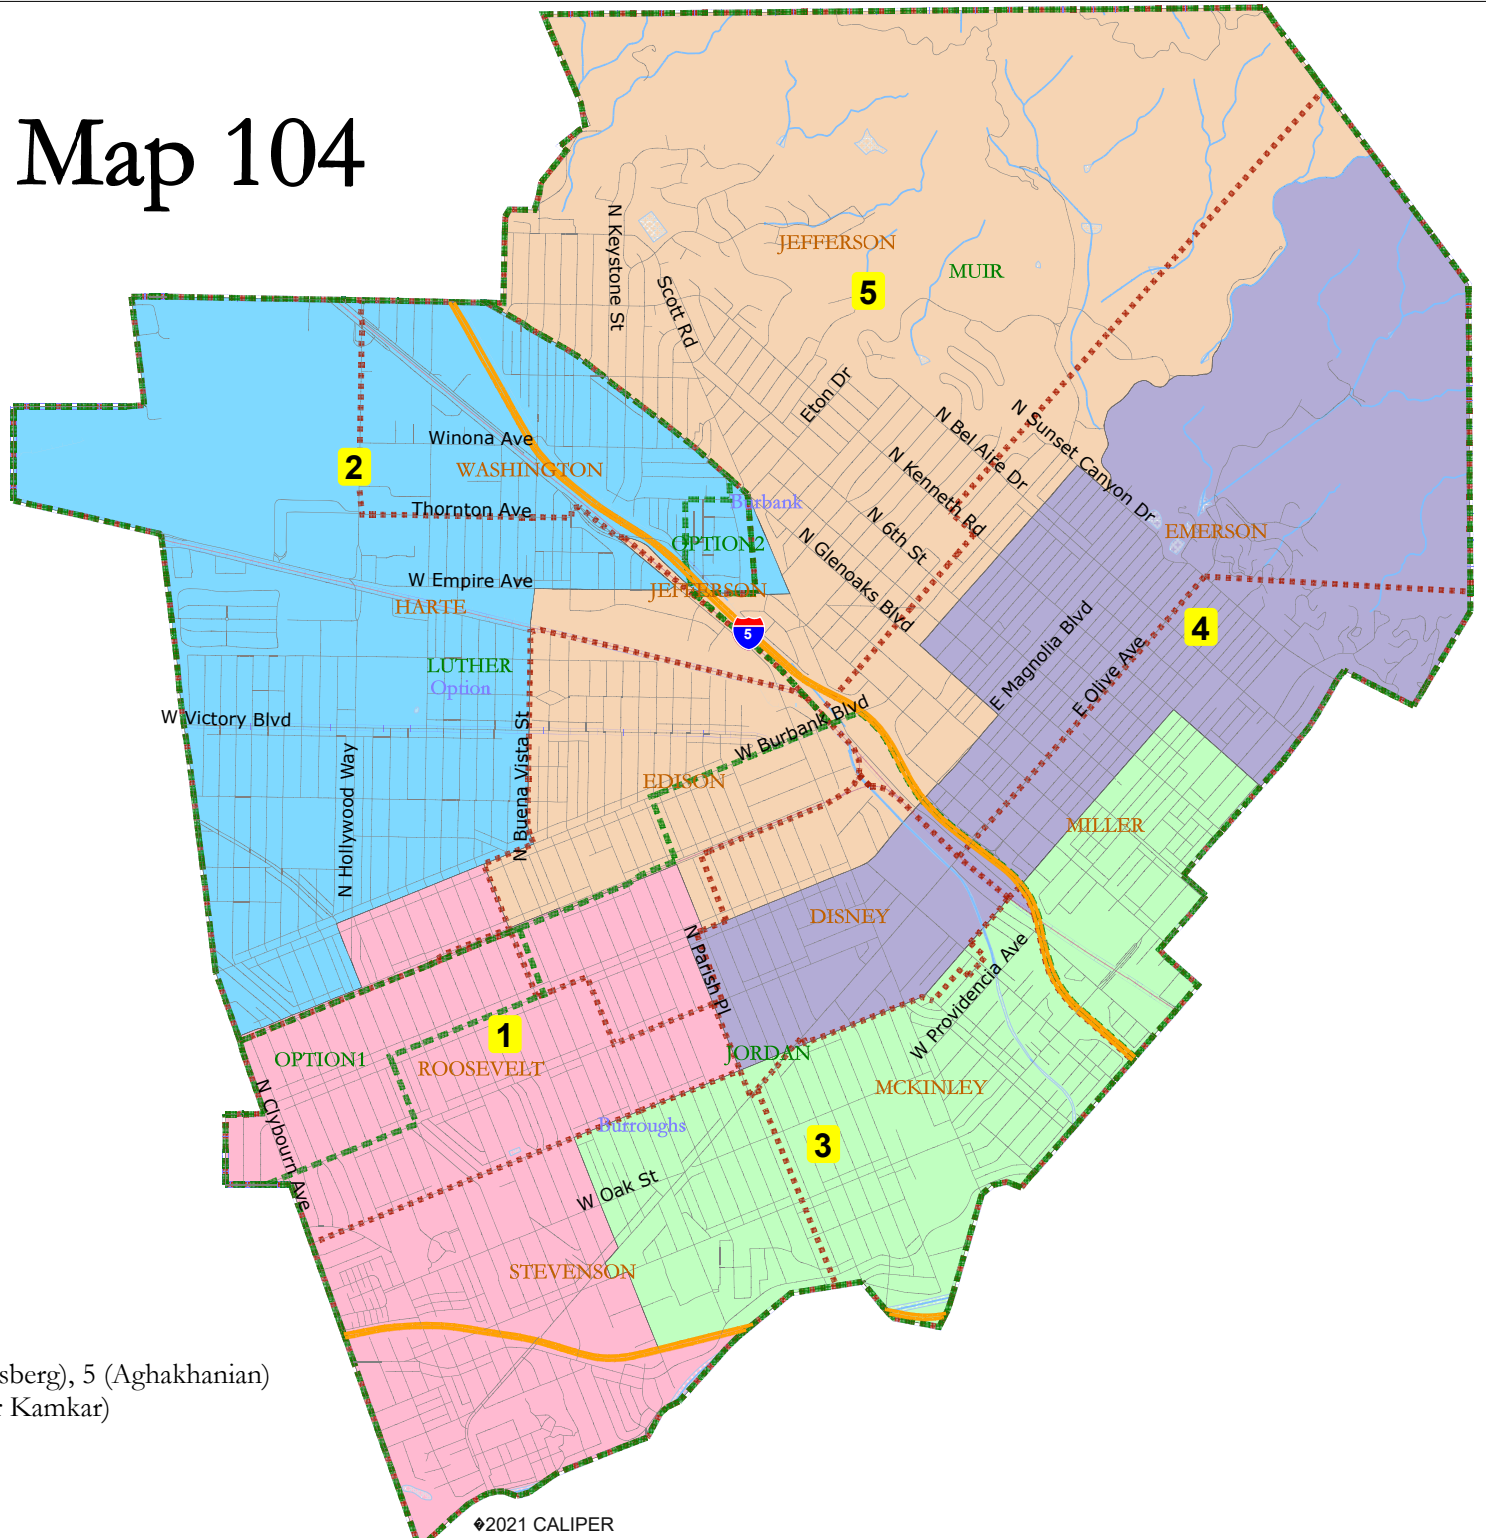 Map 104
N Keystone St
Scott Rd
JEFFERSON
MUIR
5
Eton Dr
N Bel Aire Dr
N Sunset Canyon Dr
N Kenneth Rd
N 6th St
N Glenoaks Blvd
Winona Ave
2
WASHINGTON
Thornton Ave
Burbank
OPTION2
EMERSON
W Empire Ave
JEFFERSON
HARTE
5
4
E Magnolia Blvd
E Olive Ave
LUTHER
Option
W Victory Blvd
N Buena Vista St
W Burbank Blvd
N Hollywood Way
EDISON
MILLER
DISNEY
N Parish Pl
W Providencia Ave
1
OPTION1
ROOSEVELT
JORDAN
MCKINLEY
N Clybourn Ave
Burroughs
3
W Oak St
STEVENSON
sberg), 5 (Aghakhanian)
r Kamkar)
�2021 CALIPER